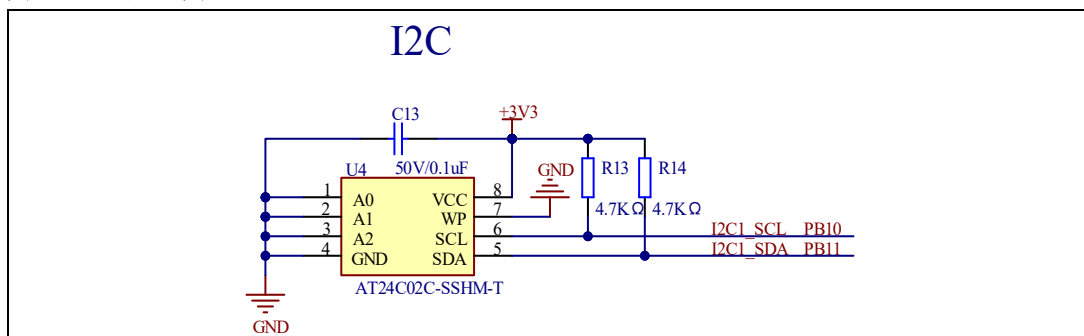 I2C
C13
+3V3
U4
50V/0.1uF
GND
R13
R14
1
A0
VCC
8
2
A1
WP
7
4.7KΩ
4.7KΩ
3
A2
SCL
6
I2C1_SCL
PB10
4
GND
SDA
5
I2C1_SDA
PB11
AT24C02C-SSHM-T
GND